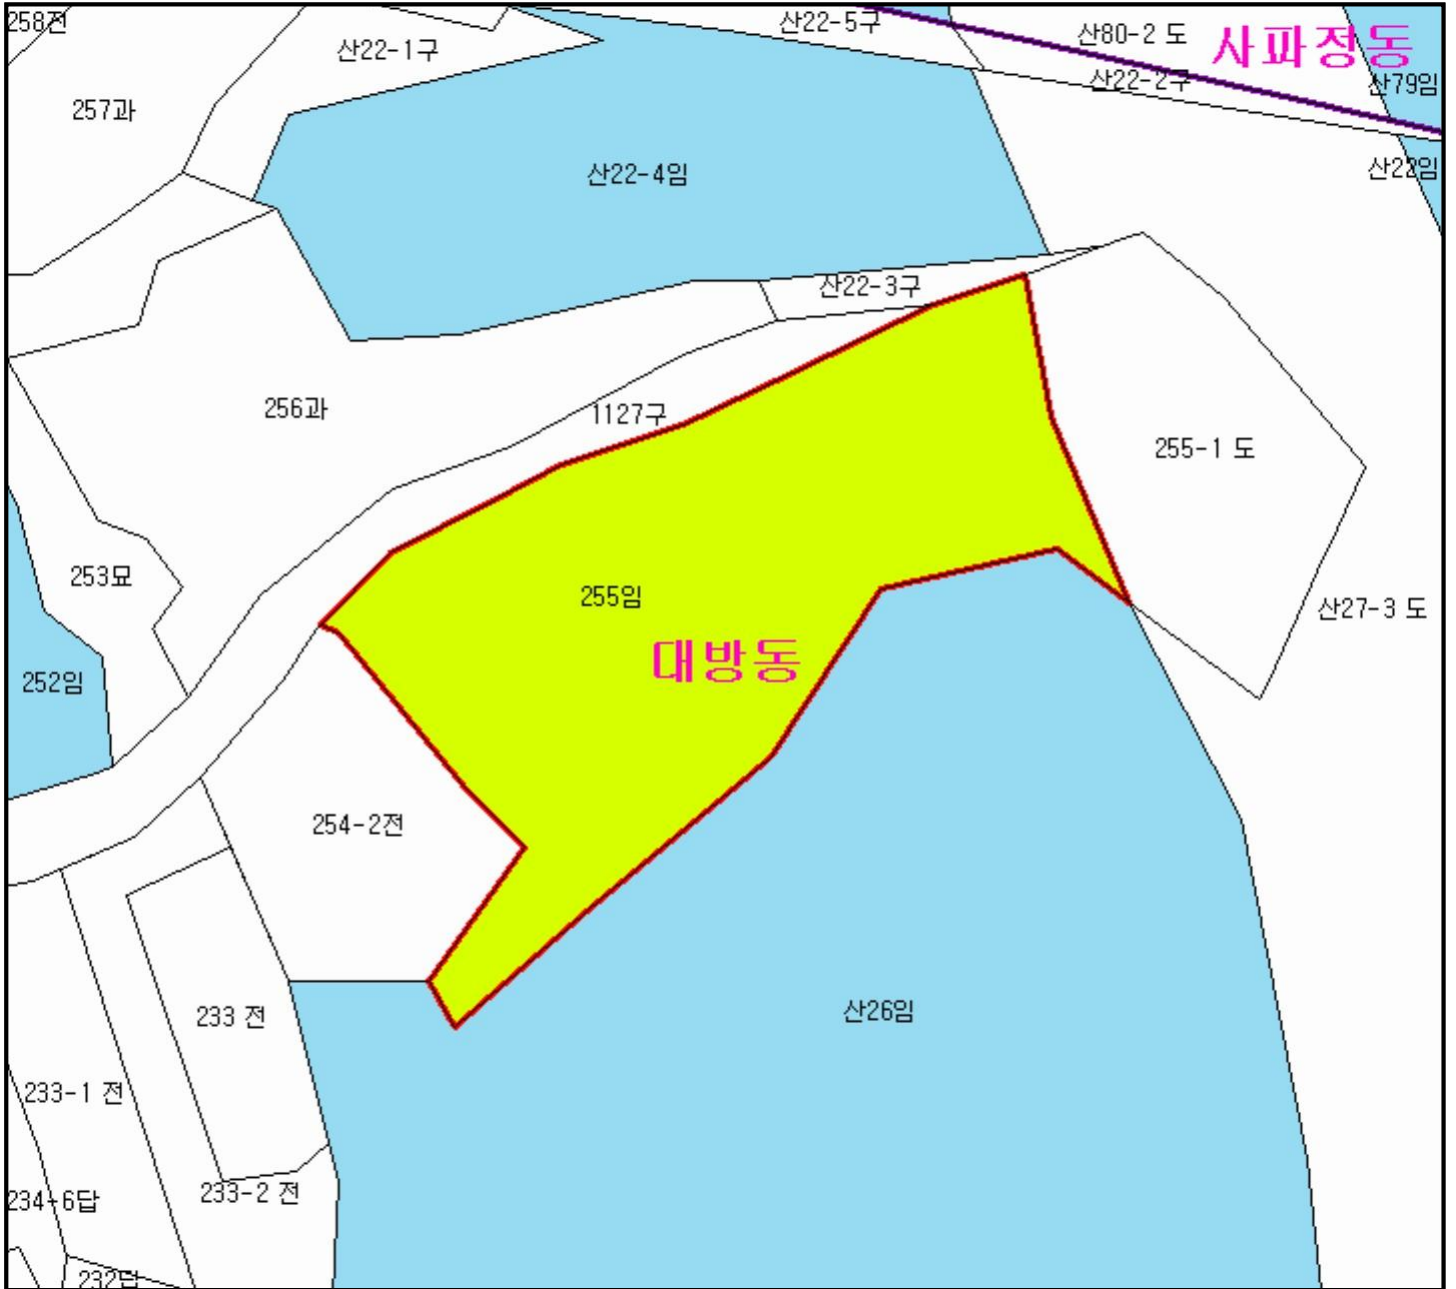 258전
산22-1구
산22-5구
산80-2 도
사파정동
산22-2구
산79임
257과
산22-4임
산22임
산22-3구
256과
1127구
255-1 도
253묘
255임
산27-3 도
대방동
252임
254-2전
233 전
산26임
233-1 전
233-2 전
234-6답
232답